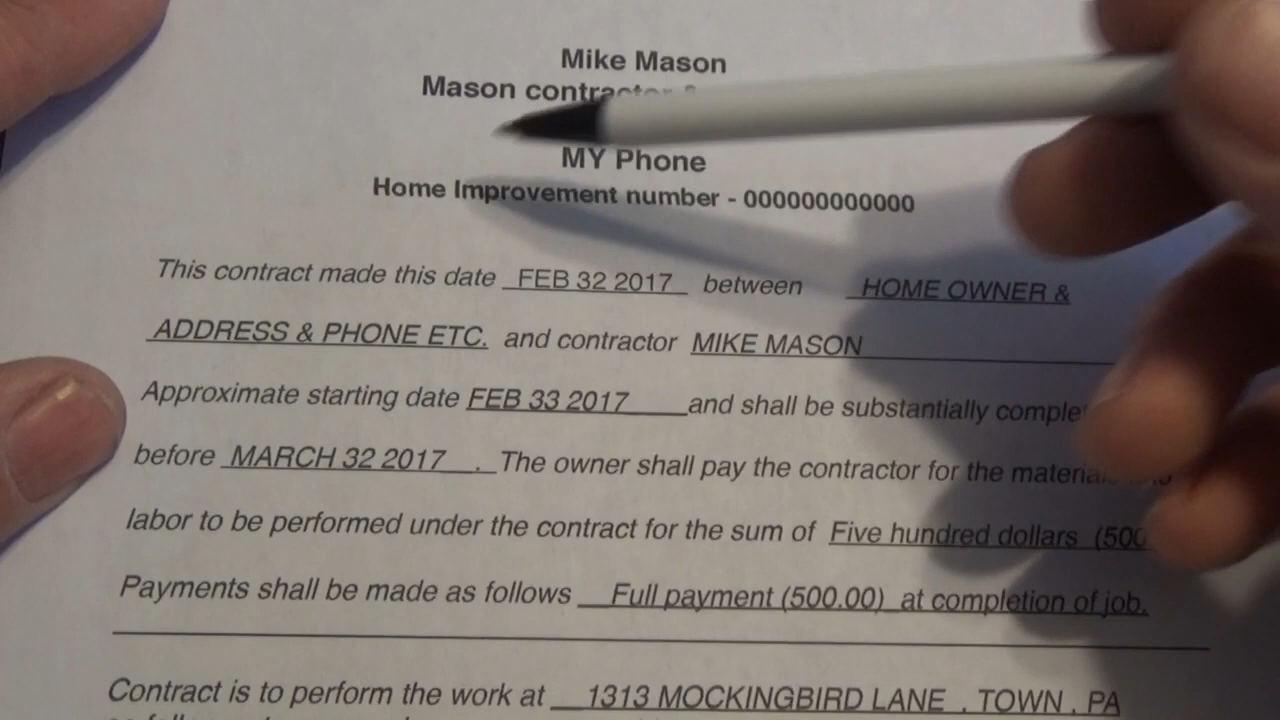 Mike Mason
Mason
MY Phone
Home Improvement number - 000000000000
This contract made this date FEB 32 2017 between HOME OWNER &
ADDRESS & PHONE ETC. and contractor MIKE MASON
Approximate starting date FEB 33 2017 and shall be substantially
before MARCH 32 2017 . The owner shall pay the contractor for the
labor to be performed under the contract for the sum of Five hundred dollars (500
Payments shall be made as follows Full payment (500.00) at completion of job.
Contract is to perform the work at 1313 MOCKINGBIRD LANE , TOWN , PA